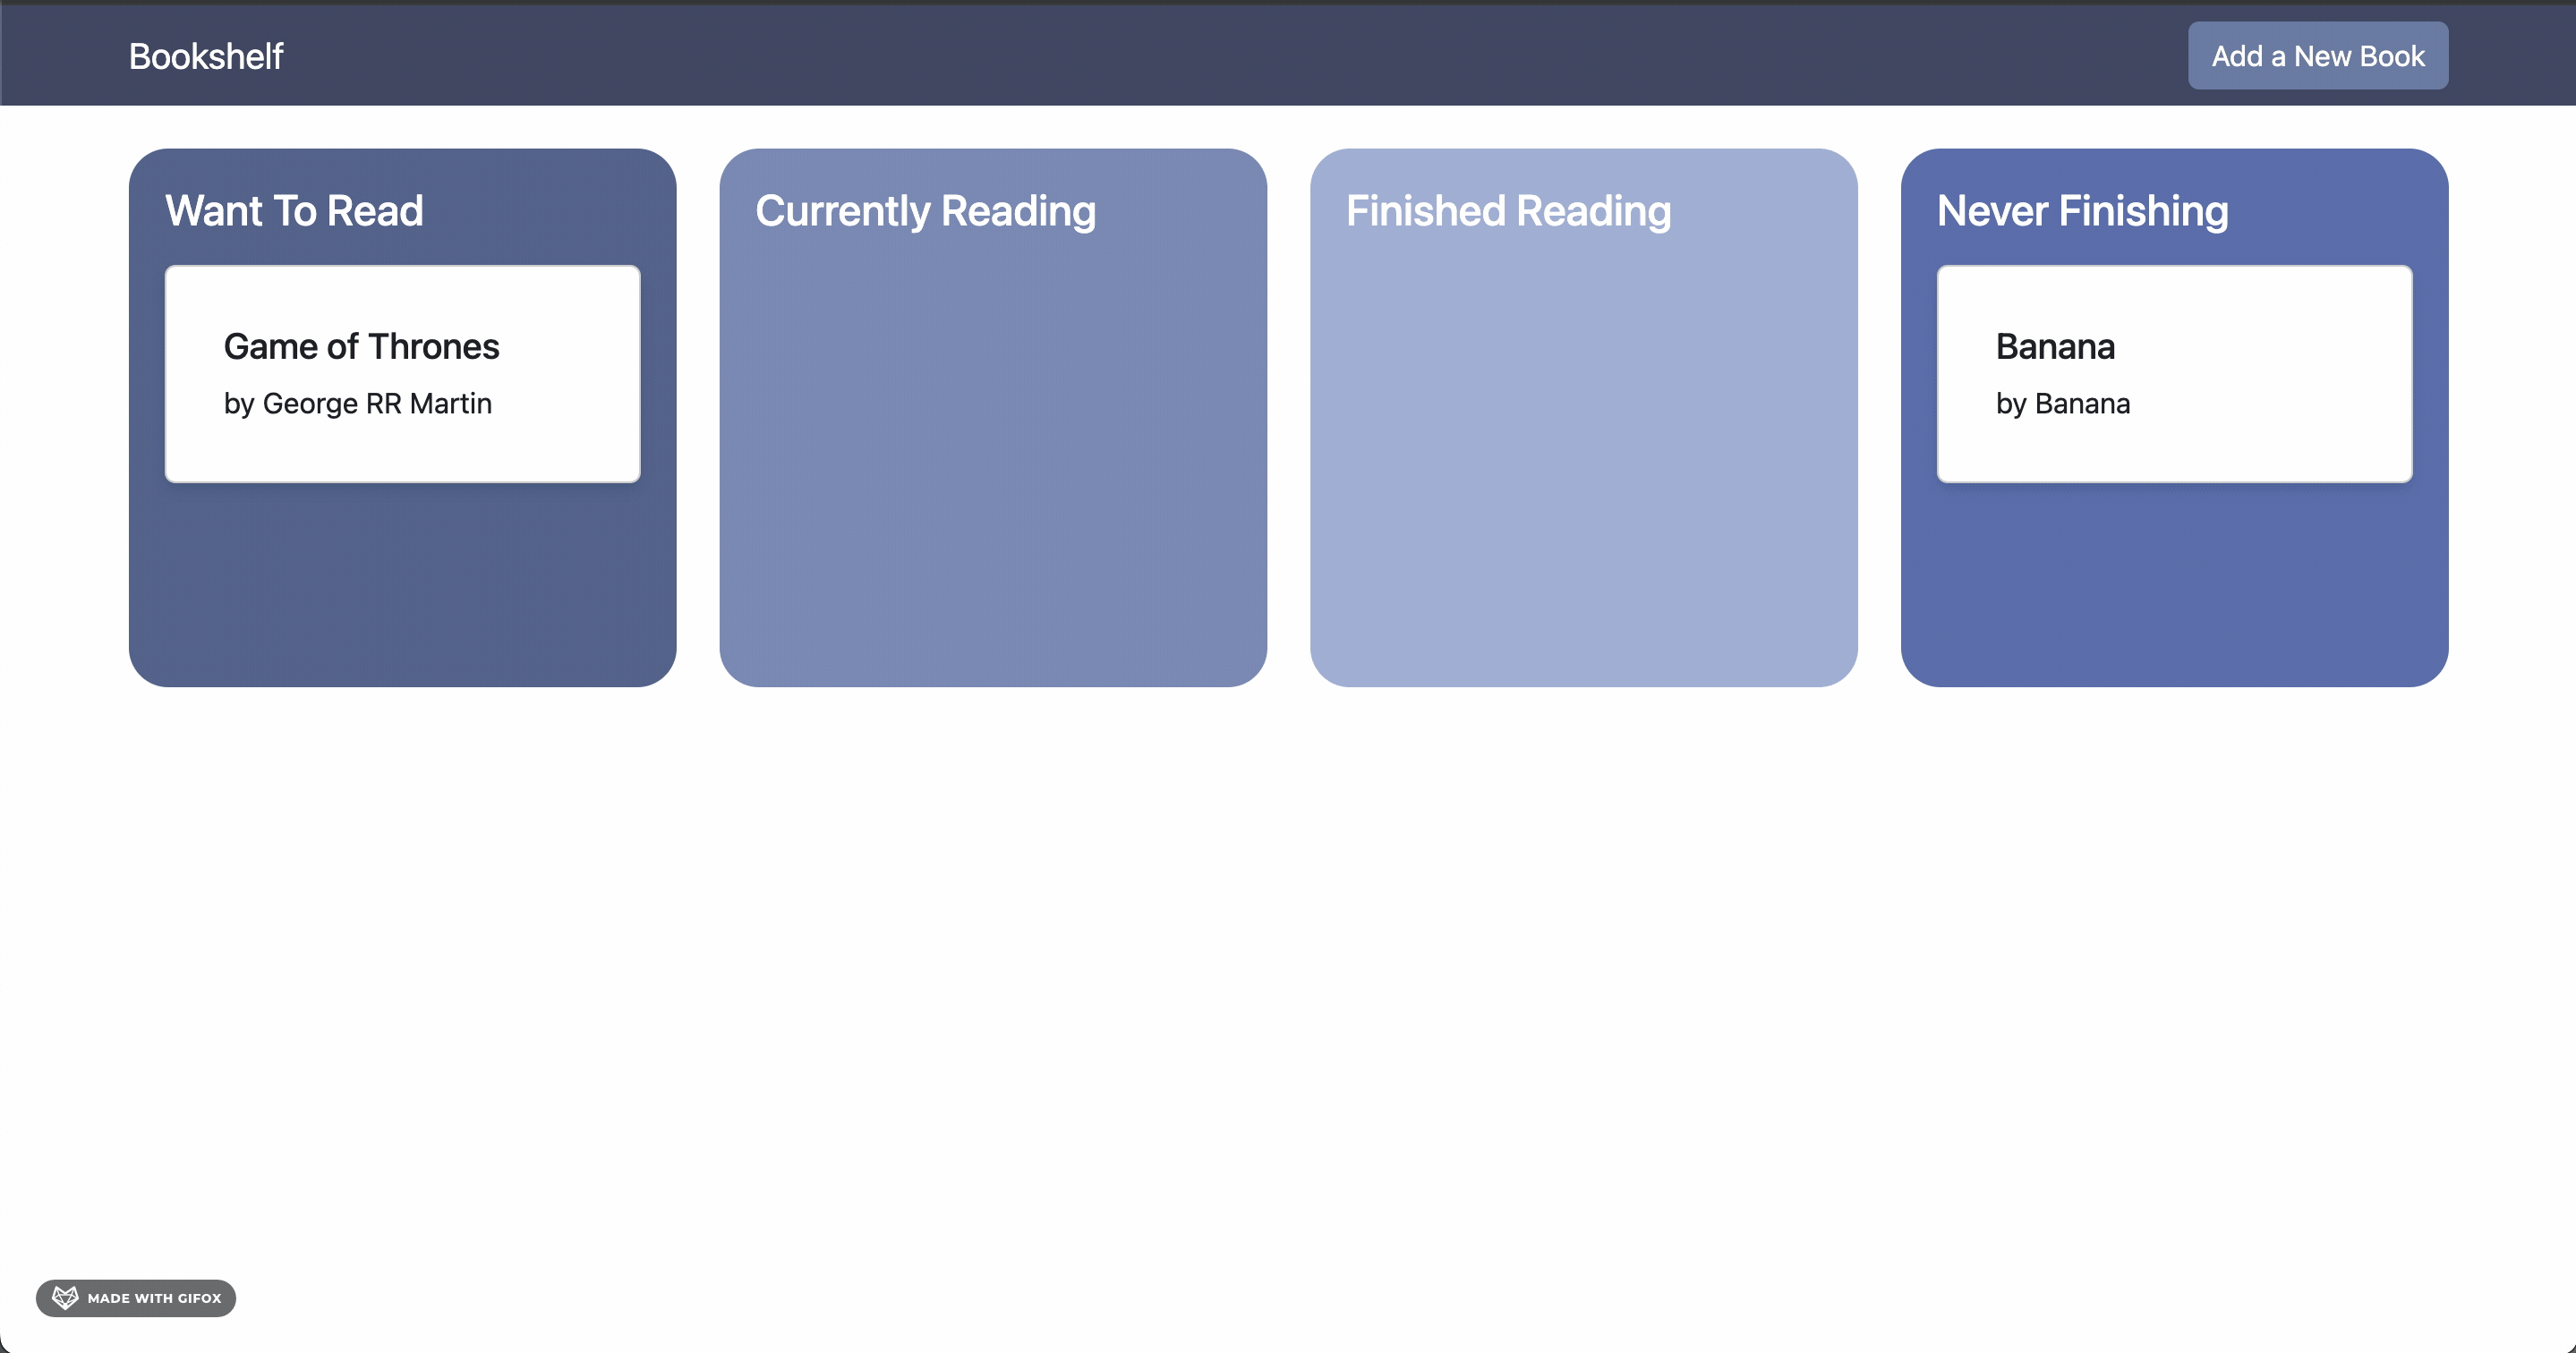 Bookshelf
Add a New Book
Want To Read
Game of Thrones
by George RR Martin
Currently Reading
Finished Reading
Never Finishing
Banana
by Banana
MADE WITH GIFOX